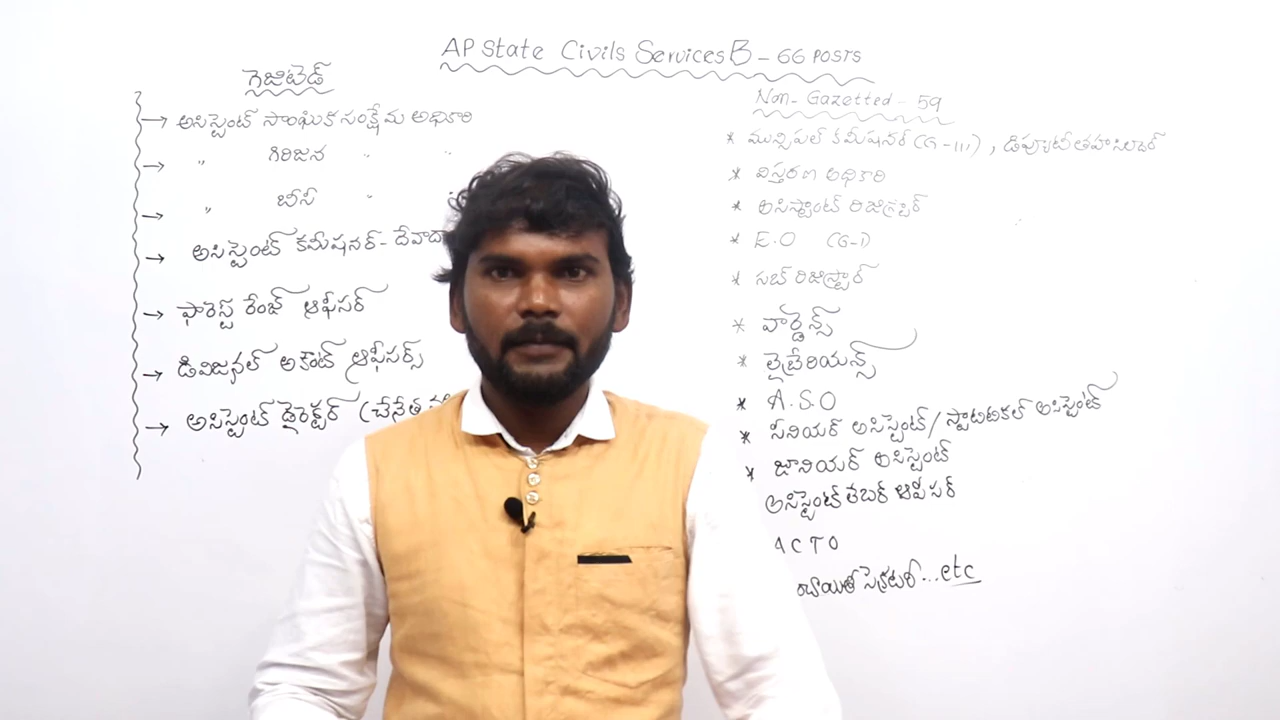 AP State Civils Services B - 66 POSTS
గెజిటెడ్
→ అసిస్టెంట్ సాంఘిక సంక్షేమ అధికారి
→ " గిరిజన " "
→ " బీసీ "
→ అసిస్టెంట్ కమీషనర్ -
→ ఫారెస్ట్ రేంజ్ ఆఫీసర్
→ డివిజనల్ అకౌంట్ ఆఫీసర్స్
→ అసిస్టెంట్ డైరెక్టర్ (చేనేత
Non-Gazetted - 59
* మున్సిపల్ కమీషనర్ (G-III), డిప్యూటీ తహసిల్దార్
* విస్తరణ అధికారి
* అసిస్టెంట్ రిజిస్ట్రర్
* E.O (G-I)
* సబ్ రిజిస్ట్రార్
* వార్డెన్స్
* లైబ్రేరియన్స్
* A.S.O
* సీనియర్ అసిస్టెంట్/ స్టాటిటికల్ అసిస్టెంట్
* జూనియర్ అసిస్టెంట్
అసిస్టెంట్ లేబర్ ఆఫీసర్
ACTO
సెక్రటరీ...etc